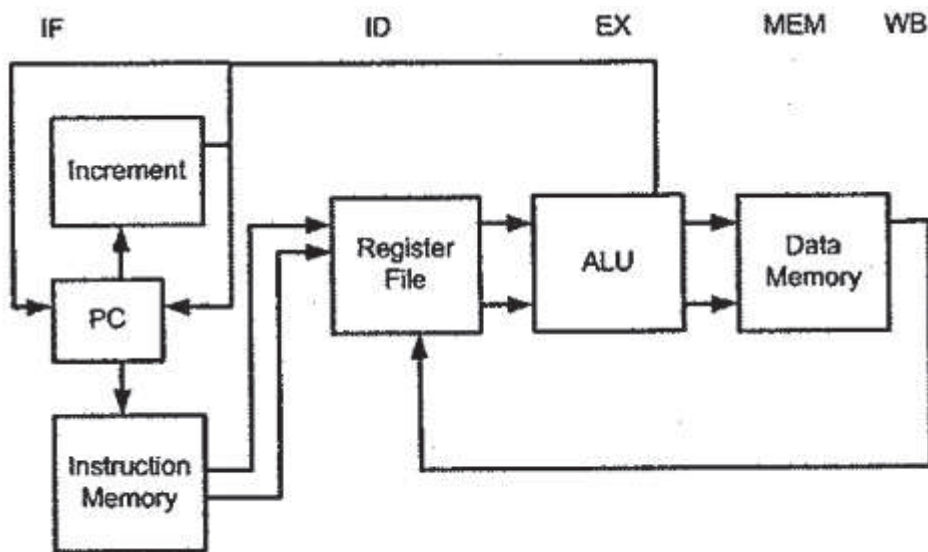 IF
ID
EX
MEM
WB
Increment
PC
Instruction
Memory
Register
File
ALU
Data
Memory